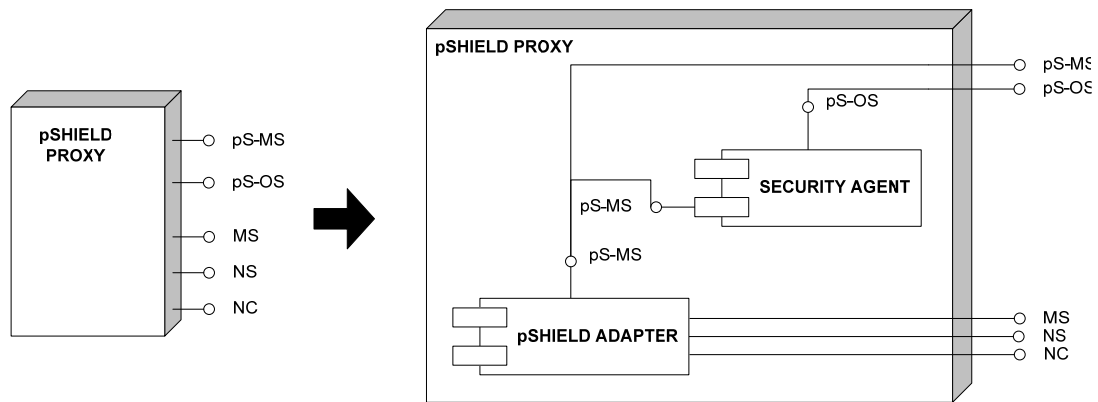 pSHIELD
PROXY
pS-MS
pS-OS
MS
NS
NC
pSHIELD PROXY
pS-MS
pS-OS
pS-OS
SECURITY AGENT
pS-MS
pS-MS
pSHIELD ADAPTER
MS
NS
NC